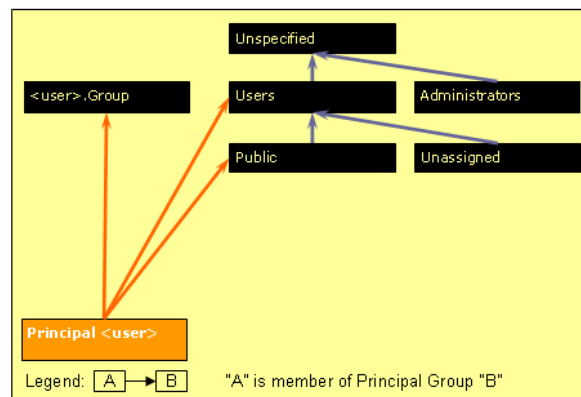 Unspecified
<user>.Group
Users
Administrators
Public
Unassigned
Principal <user>
Legend: A B "A" is member of Principal Group "B"